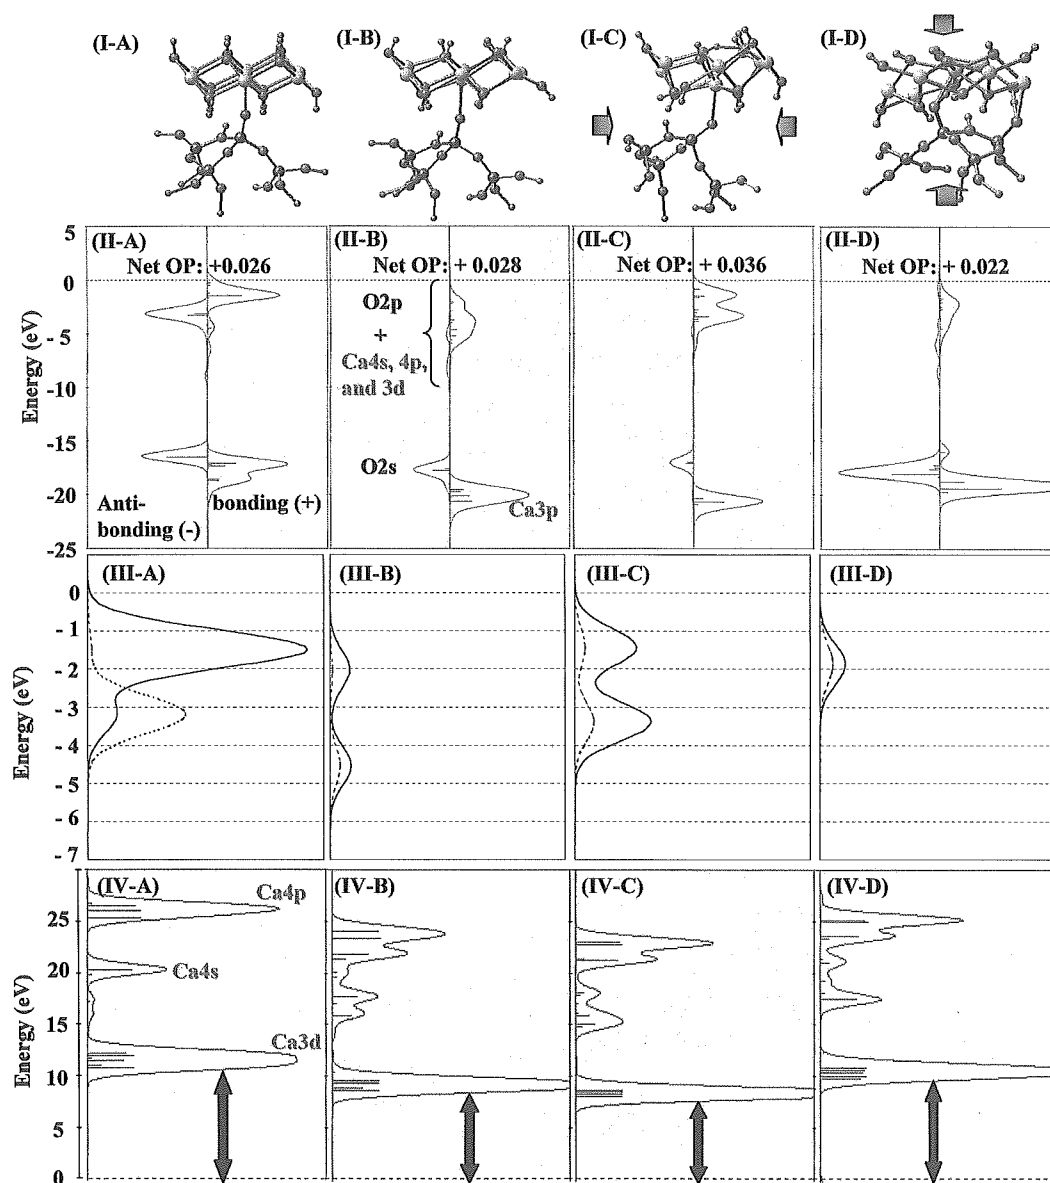 (I-A) (I-B) (I-C) (I-D)
(II-A) (II-B) (II-C) (II-D)
Net OP: +0.026 Net OP: + 0.028 Net OP: + 0.036 Net OP: + 0.022
Energy (eV)
5
0
- 5
-10
-15
-20
-25
O2p
+
Ca4s, 4p,
and 3d
O2s
Ca3p
Anti- bonding (+)
bonding (-)
(III-A) (III-B) (III-C) (III-D)
Energy (eV)
0
- 1
- 2
- 3
- 4
- 5
- 6
- 7
(IV-A) (IV-B) (IV-C) (IV-D)
Ca4p
Ca4s
Ca3d
Energy (eV)
25
20
15
10
5
0